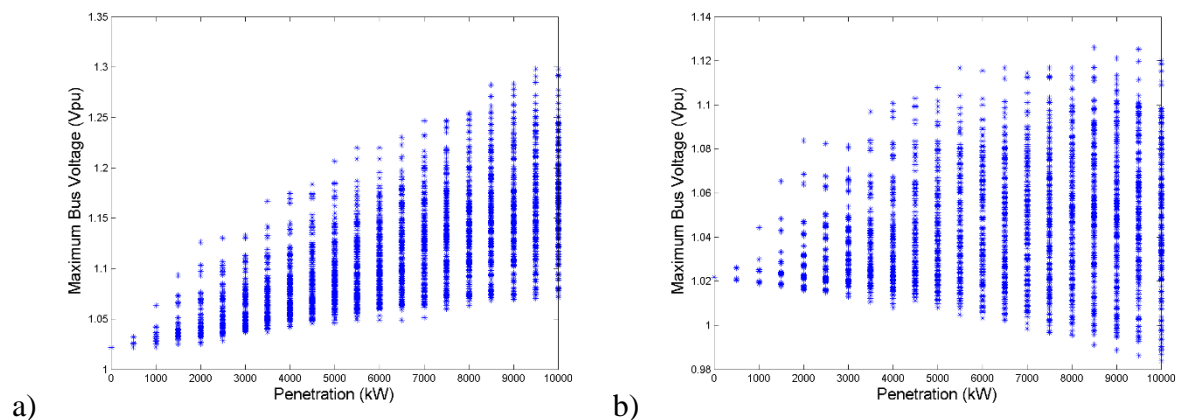 1.35
1.3
1.25
1.2
1.15
1.1
1.05
1
Maximum Bus Voltage (Vpu)
0 1000 2000 3000 4000 5000 6000 7000 8000 9000 10000
Penetration (kW)
a)
1.14
1.12
1.1
1.08
1.06
1.04
1.02
1
0.98
Maximum Bus Voltage (Vpu)
0 1000 2000 3000 4000 5000 6000 7000 8000 9000 10000
Penetration (kW)
b)